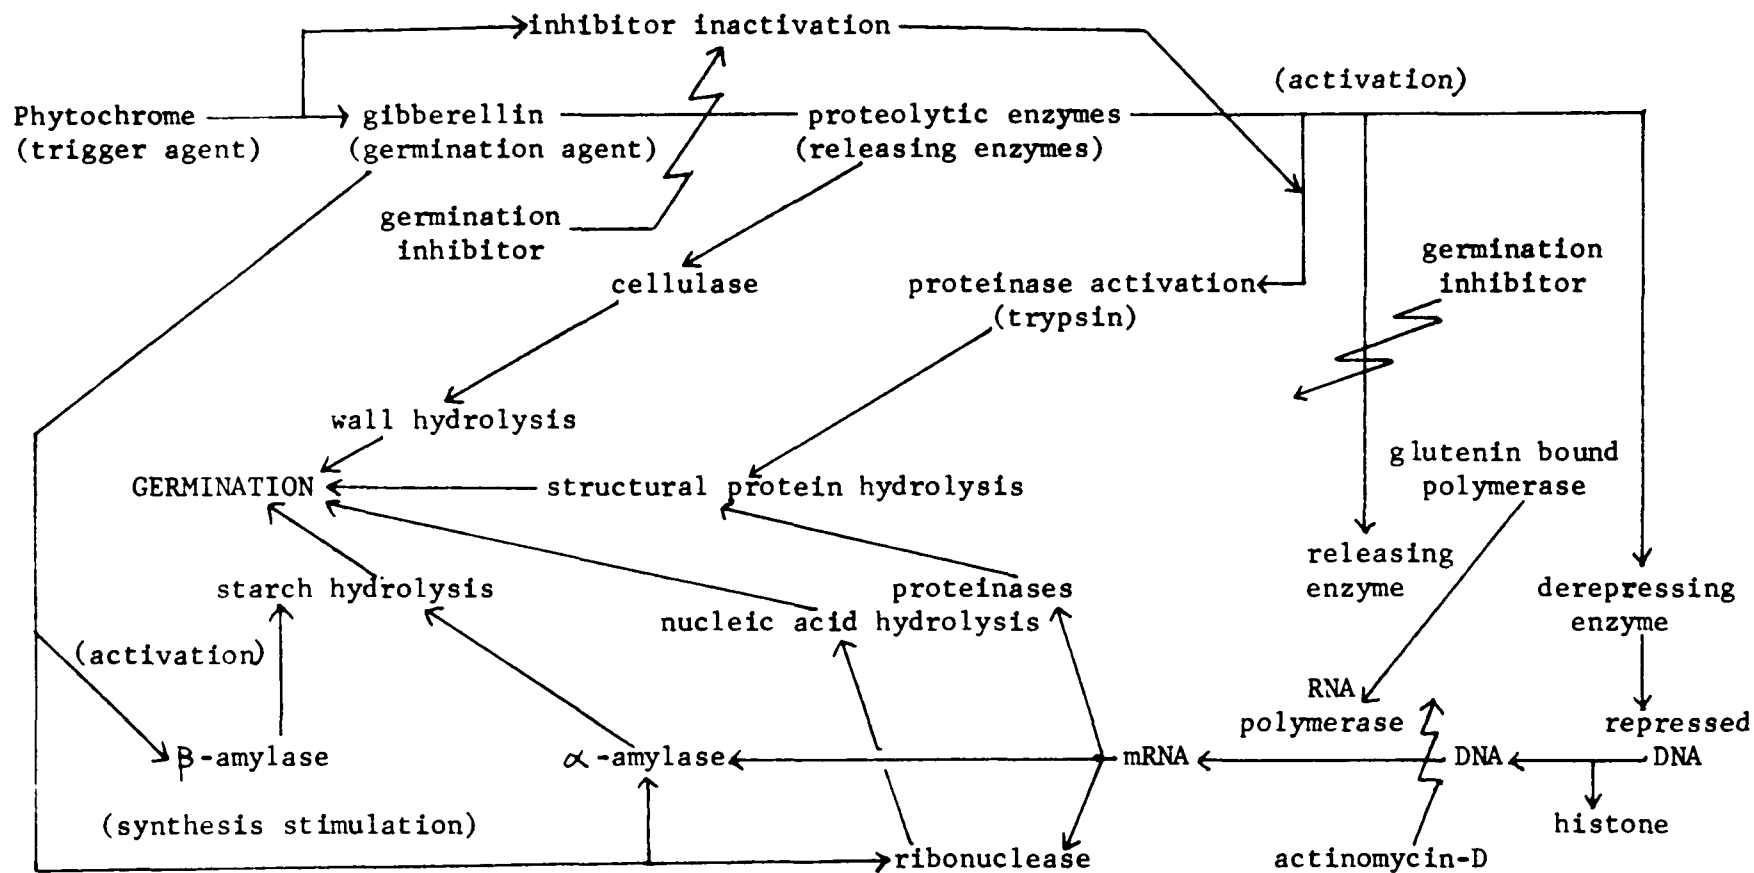 inhibitor inactivation
(activation)
Phytochrome
(trigger agent)
gibberellin
(germination agent)
proteolytic enzymes
(releasing enzymes)
germination
inhibitor
cellulase
proteinase activation
(trypsin)
germination
inhibitor
wall hydrolysis
GERMINATION
structural protein hydrolysis
glutenin bound
polymerase
releasing
enzyme
derepressing
enzyme
starch hydrolysis
proteinases
nucleic acid hydrolysis
(activation)
RNA
polymerase
repressed
DNA
β-amylase
α-amylase
mRNA
DNA
(synthesis stimulation)
histone
ribonuclease
actinomycin-D